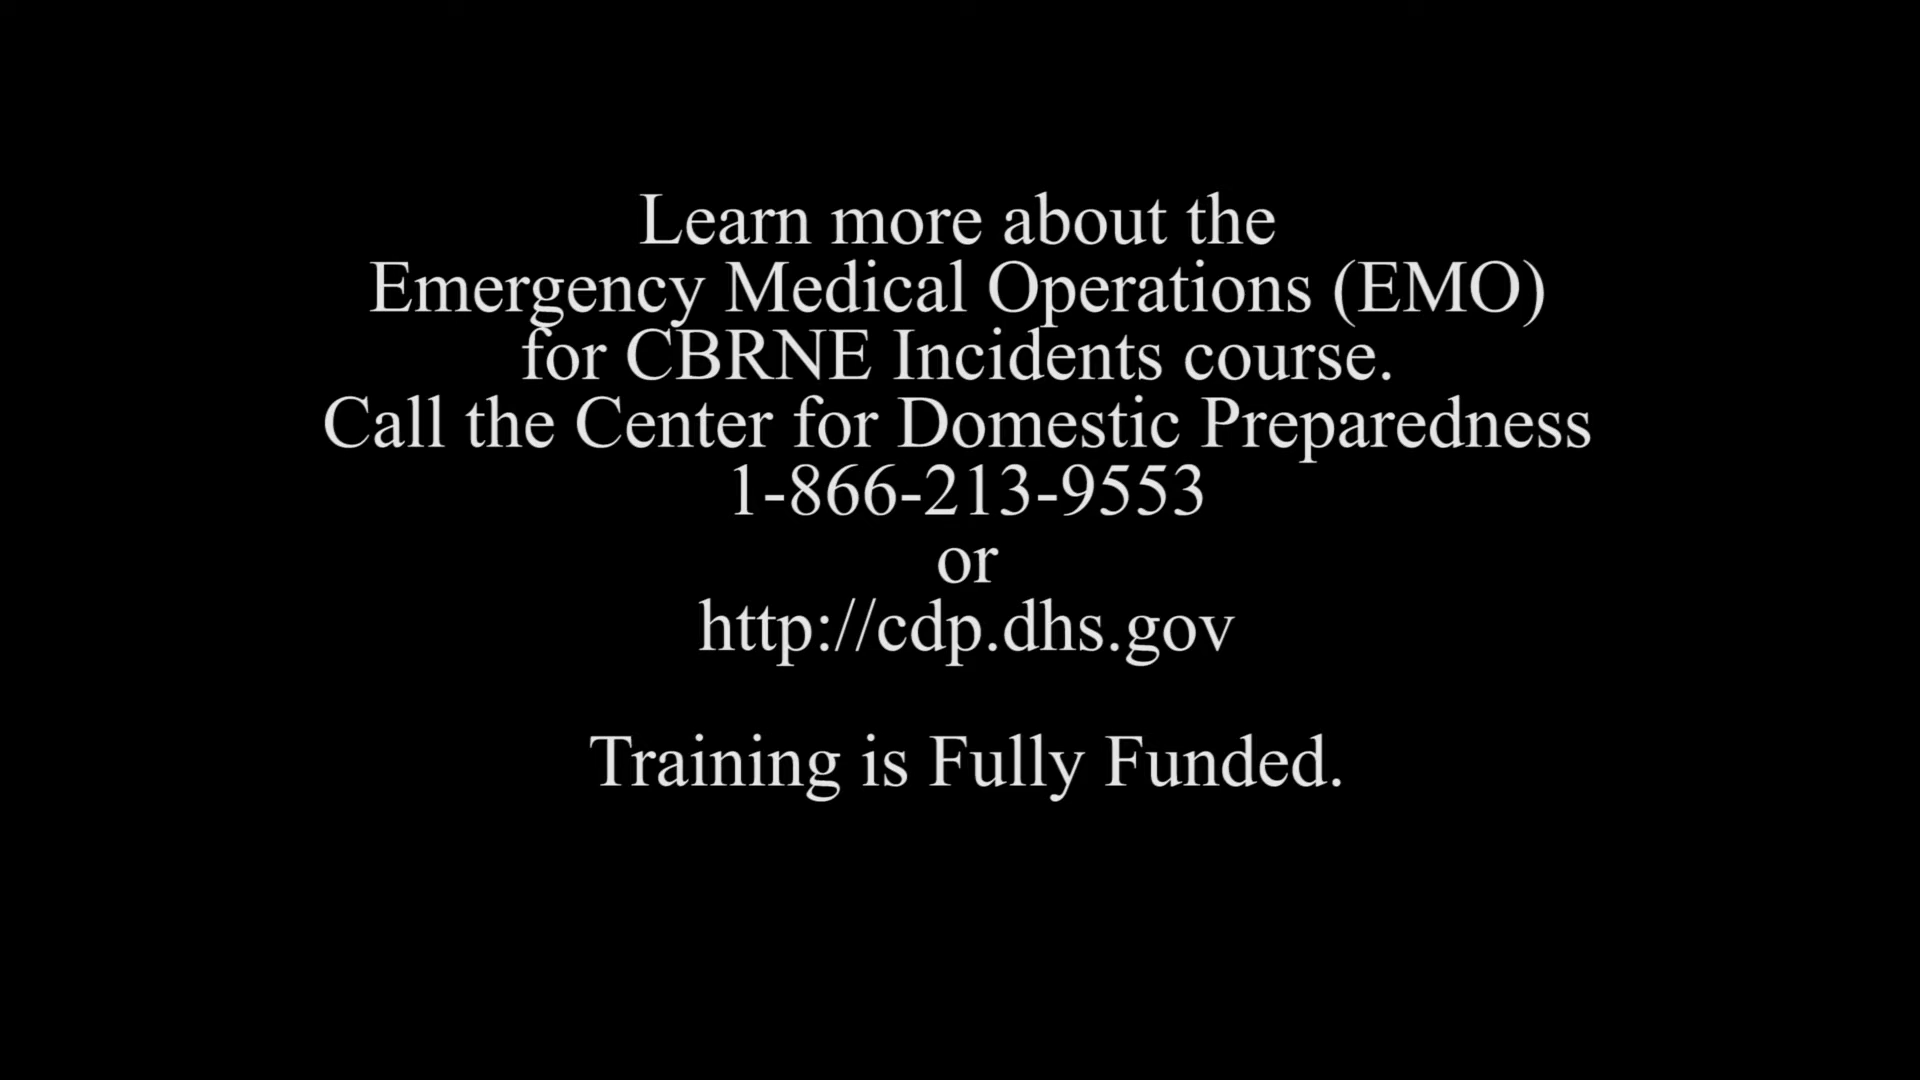 Learn more about the
Emergency Medical Operations (EMO)
for CBRNE Incidents course.
Call the Center for Domestic Preparedness
1-866-213-9553
or
http://cdp.dhs.gov
Training is Fully Funded.